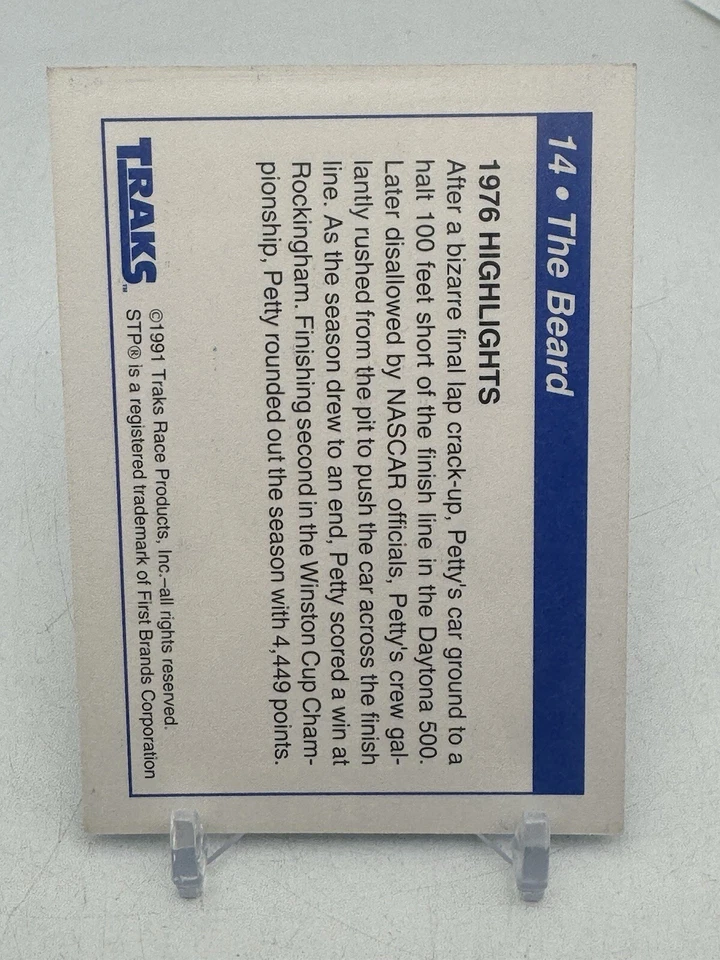 14 • The Beard
1976 HIGHLIGHTS
After a bizarre final lap crack-up, Petty's car ground to a
halt 100 feet short of the finish line in the Daytona 500.
Later disallowed by NASCAR officials, Petty's crew gal-
lantly rushed from the pit to push the car across the finish
line. As the season drew to an end, Petty scored a win at
Rockingham. Finishing second in the Winston Cup Cham-
pionship, Petty rounded out the season with 4,449 points.
TRAKS™
©1991 Traks Race Products, Inc.–all rights reserved.
STP® is a registered trademark of First Brands Corporation